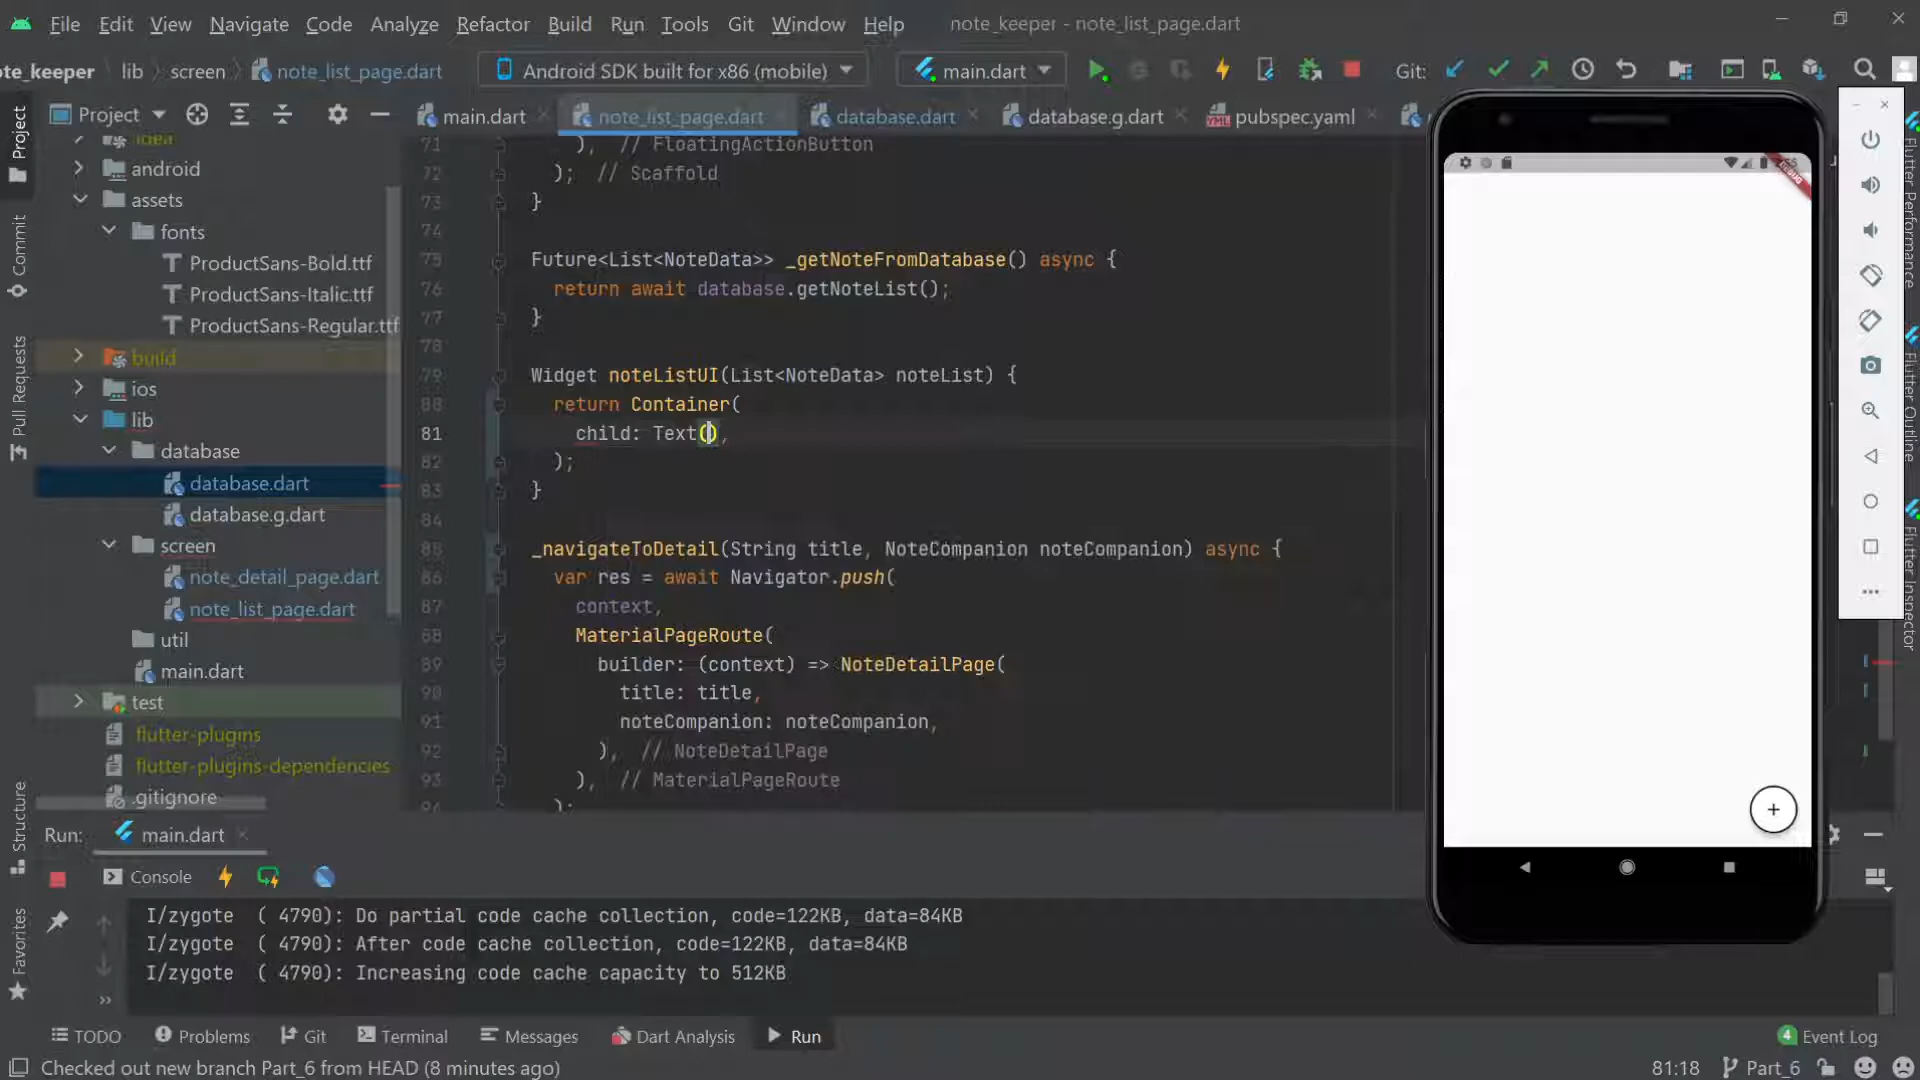 File Edit View Navigate Code Analyze Refactor Build Run Tools Git Window Help note_keeper - note_list_page.dart
ote_keeper lib screen note_list_page.dart Android SDK built for x86 (mobile) main.dart Git:
Project main.dart note_list_page.dart database.dart database.g.dart pubspec.yaml
idea
android
assets
fonts
ProductSans-Bold.ttf
ProductSans-Italic.ttf
ProductSans-Regular.ttf
build
ios
lib
database
database.dart
database.g.dart
screen
note_detail_page.dart
note_list_page.dart
util
main.dart
test
flutter-plugins
flutter-plugins-dependencies
.gitignore
71 ), // FloatingActionButton
72 ); // Scaffold
73 }
74
75 Future<List<NoteData>> _getNoteFromDatabase() async {
76 return await database.getNoteList();
77 }
78
79 Widget noteListUI(List<NoteData> noteList) {
80 return Container(
81 child: Text(),
82 );
83 }
84
85 _navigateToDetail(String title, NoteCompanion noteCompanion) async {
86 var res = await Navigator.push(
87 context,
88 MaterialPageRoute(
89 builder: (context) => NoteDetailPage(
90 title: title,
91 noteCompanion: noteCompanion,
92 ), // NoteDetailPage
93 ), // MaterialPageRoute
94 );
Project
Commit
Pull Requests
Structure
Favorites
DEBUG
+
Flutter Performance
Flutter Outline
Flutter Inspector
Run: main.dart
Console
I/zygote ( 4790): Do partial code cache collection, code=122KB, data=84KB
I/zygote ( 4790): After code cache collection, code=122KB, data=84KB
I/zygote ( 4790): Increasing code cache capacity to 512KB
TODO Problems Git Terminal Messages Dart Analysis Run 4 Event Log
Checked out new branch Part_6 from HEAD (8 minutes ago) 81:18 Part_6